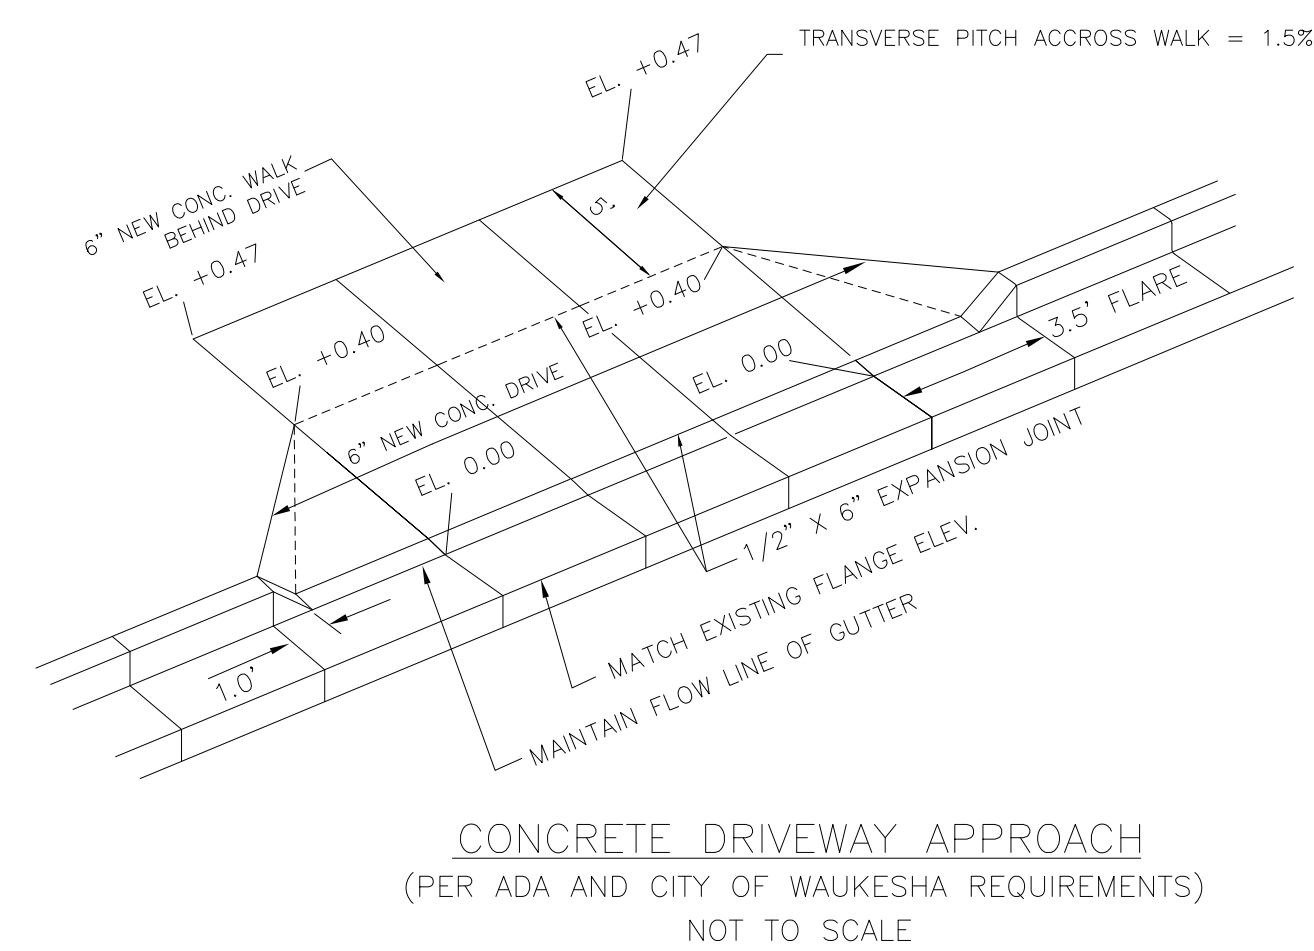 TRANSVERSE PITCH ACCROSS WALK = 1.5%
EL. +0.47
6" NEW CONC. WALK
BEHIND DRIVE
EL. +0.47
5'
EL. +0.40
EL. +0.40
3.5' FLARE
EL. 0.00
6" NEW CONC. DRIVE
EL. 0.00
1/2" X 6" EXPANSION JOINT
MATCH EXISTING FLANGE ELEV.
MAINTAIN FLOW LINE OF GUTTER
1.0'
CONCRETE DRIVEWAY APPROACH
(PER ADA AND CITY OF WAUKESHA REQUIREMENTS)
NOT TO SCALE